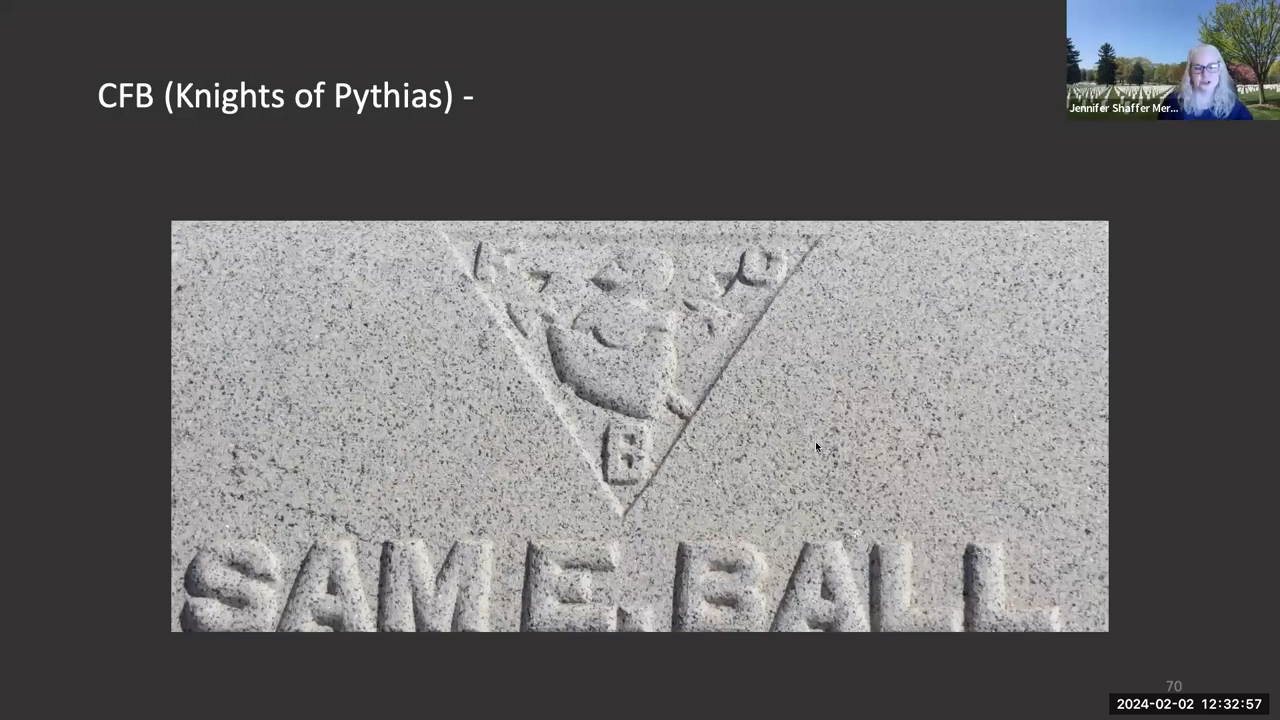 CFB (Knights of Pythias) -
Jennifer Shaffer Mer...
C
B
SAM E. BALL
70
2024-02-02 12:32:57